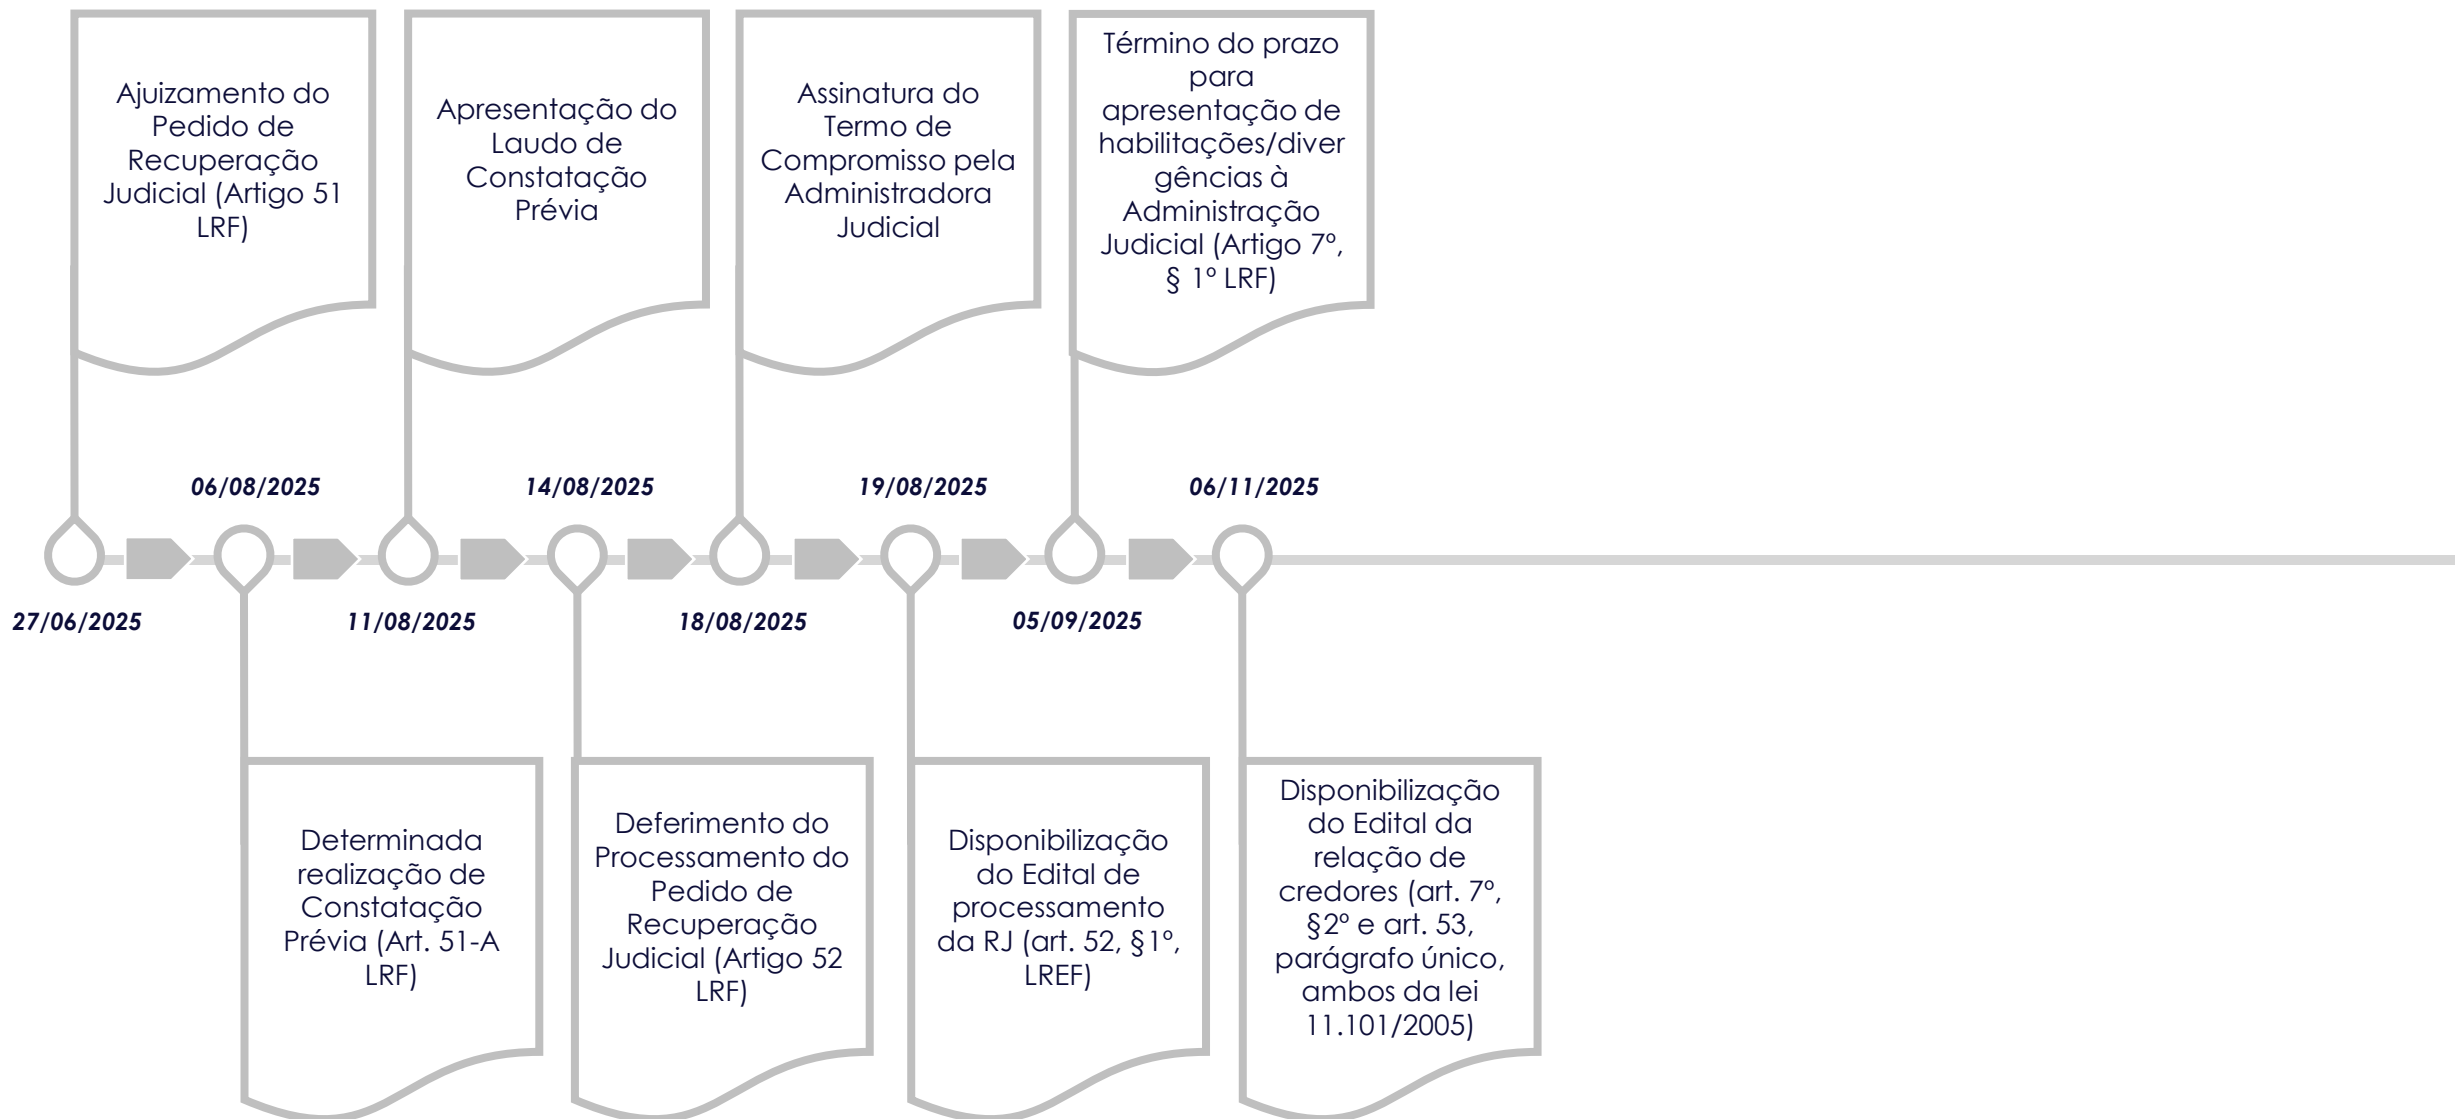 Ajuizamento do
Pedido de
Recuperação
Judicial (Artigo 51
LRF)
Apresentação do
Laudo de
Constatação
Prévia
Assinatura do
Termo de
Compromisso pela
Administradora
Judicial
Término do prazo
para
apresentação de
habilitações/diver
gências à
Administração
Judicial (Artigo 7º,
§ 1º LRF)
06/08/2025
14/08/2025
19/08/2025
06/11/2025
27/06/2025
11/08/2025
18/08/2025
05/09/2025
Determinada
realização de
Constatação
Prévia (Art. 51-A
LRF)
Deferimento do
Processamento do
Pedido de
Recuperação
Judicial (Artigo 52
LRF)
Disponibilização
do Edital de
processamento
da RJ (art. 52, §1º,
LREF)
Disponibilização
do Edital da
relação de
credores (art. 7º,
§2º e art. 53,
parágrafo único,
ambos da lei
11.101/2005)